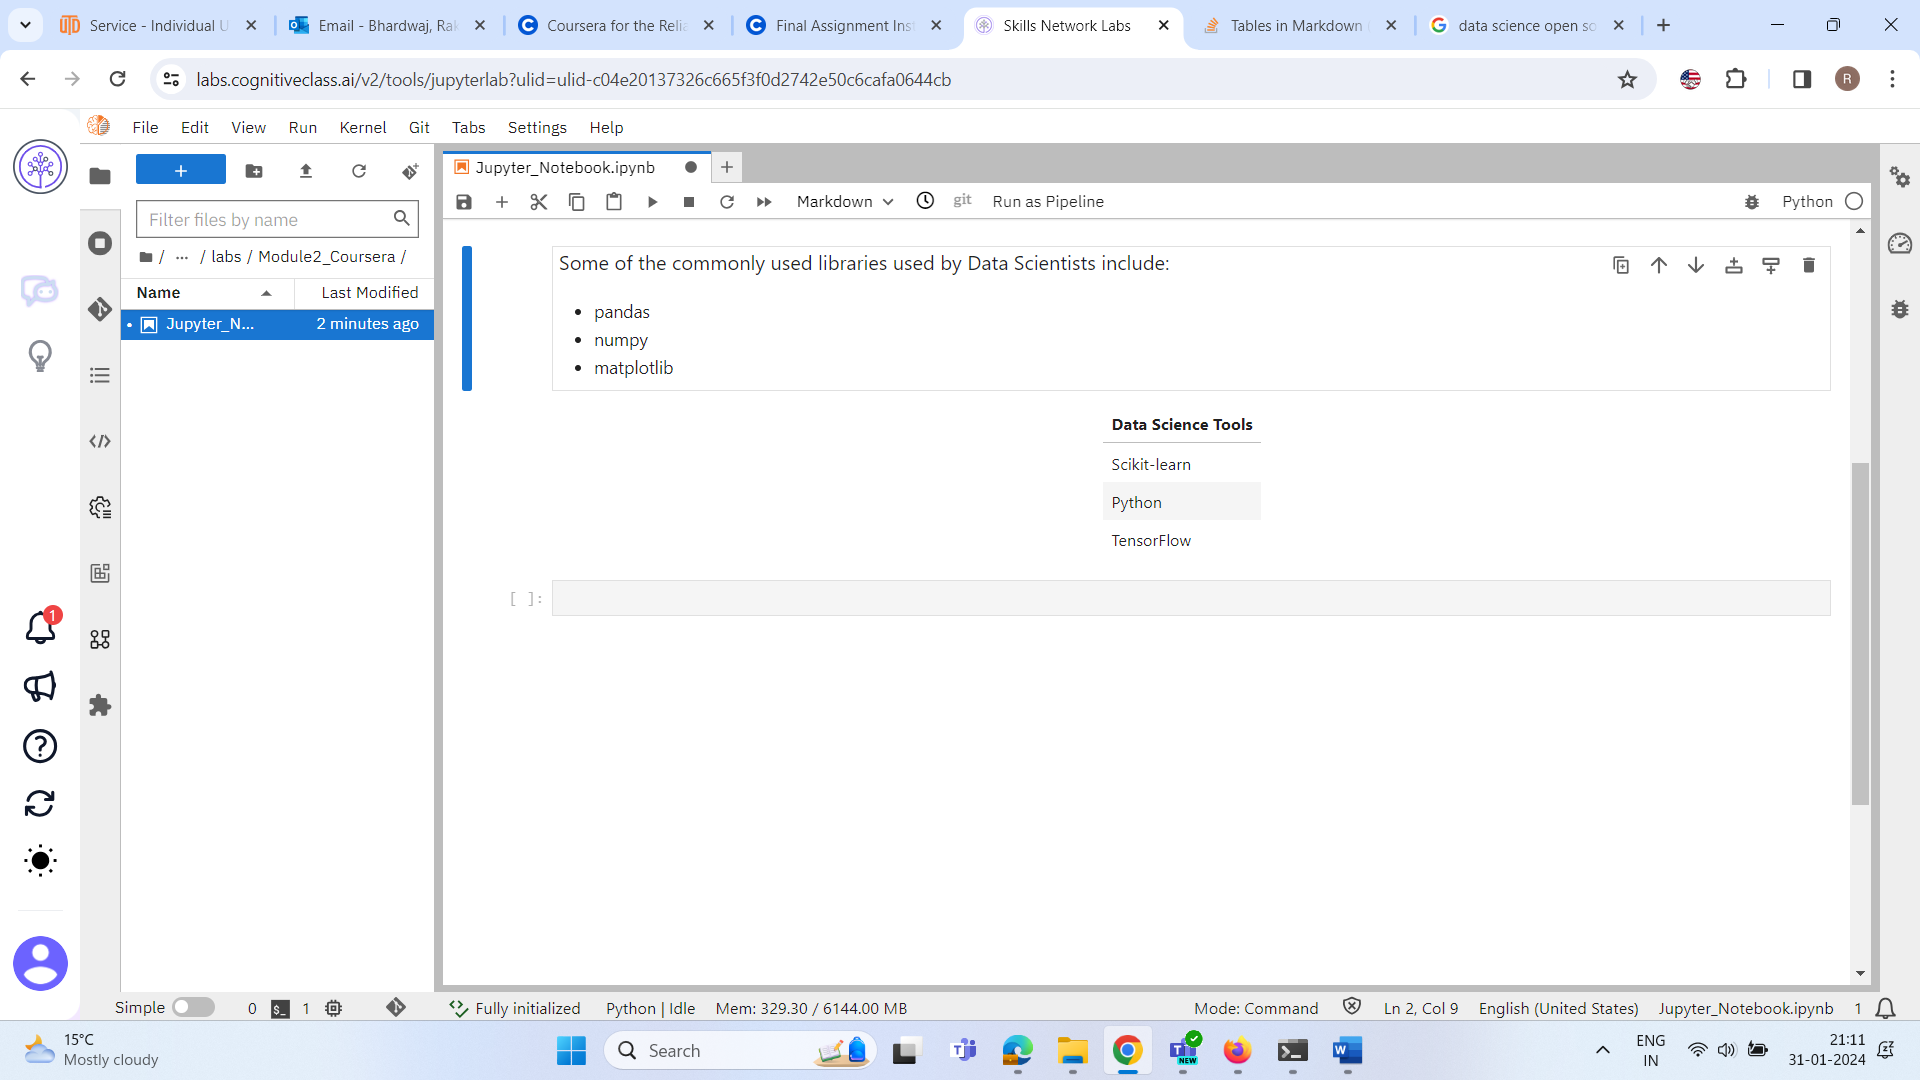 Service - Individual U
Email - Bhardwaj, Rak
Coursera for the Relia
Final Assignment Inst
Skills Network Labs
Tables in Markdown
data science open so
labs.cognitiveclass.ai/v2/tools/jupyterlab?ulid=ulid-c04e20137326c665f3f0d2742e50c6cafa0644cb
R
File Edit View Run Kernel Git Tabs Settings Help
Jupyter_Notebook.ipynb
Markdown
git
Run as Pipeline
Python
Filter files by name
/ ... / labs / Module2_Coursera /
Name Last Modified
Jupyter_N... 2 minutes ago
Some of the commonly used libraries used by Data Scientists include:
• pandas
• numpy
• matplotlib
Data Science Tools
Scikit-learn
Python
TensorFlow
[ ]:
1
Simple 0 $_ 1 Fully initialized Python | Idle Mem: 329.30 / 6144.00 MB Mode: Command Ln 2, Col 9 English (United States) Jupyter_Notebook.ipynb 1
15°C
Mostly cloudy
Search
NEW
ENG
IN
21:11
31-01-2024